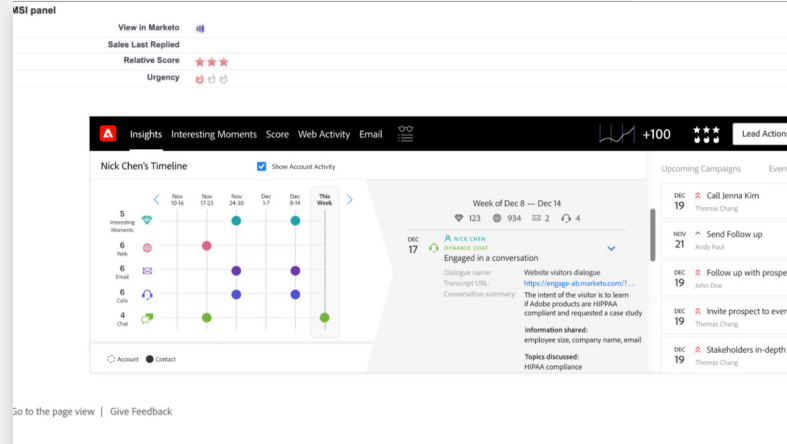 MSI panel
View in Marketo
Sales Last Replied
Relative Score
Urgency
Insights Interesting Moments Score Web Activity Email +100 Lead Actions
Nick Chen's Timeline Show Account Activity
Nov 10-16 Nov 17-23 Nov 24-30 Dec 1-7 Dec 8-14 This Week
5 Interesting Moments
6 Web
6 Email
6 Calls
4 Chat
Account Contact
Week of Dec 8 — Dec 14
123 934 2 4
DEC 17
NICK CHEN
DYNAMIC CHAT
Engaged in a conversation
Dialogue name: Website visitors dialogue
Transcript URL: https://engage-ab.marketo.com/?...
Conversation summary: The intent of the visitor is to learn
if Adobe products are HIPPAA
compliant and requested a case study
Information shared:
employee size, company name, email
Topics discussed:
HIPAA compliance
Upcoming Campaigns Even
DEC 19 Call Jenna Kim
Thomas Chang
NOV 21 Send Follow up
Andy Paul
DEC 19 Follow up with prospe
John Doe
DEC 19 Invite prospect to ever
Thomas Chang
DEC 19 Stakeholders in-depth
Thomas Chang
Go to the page view | Give Feedback